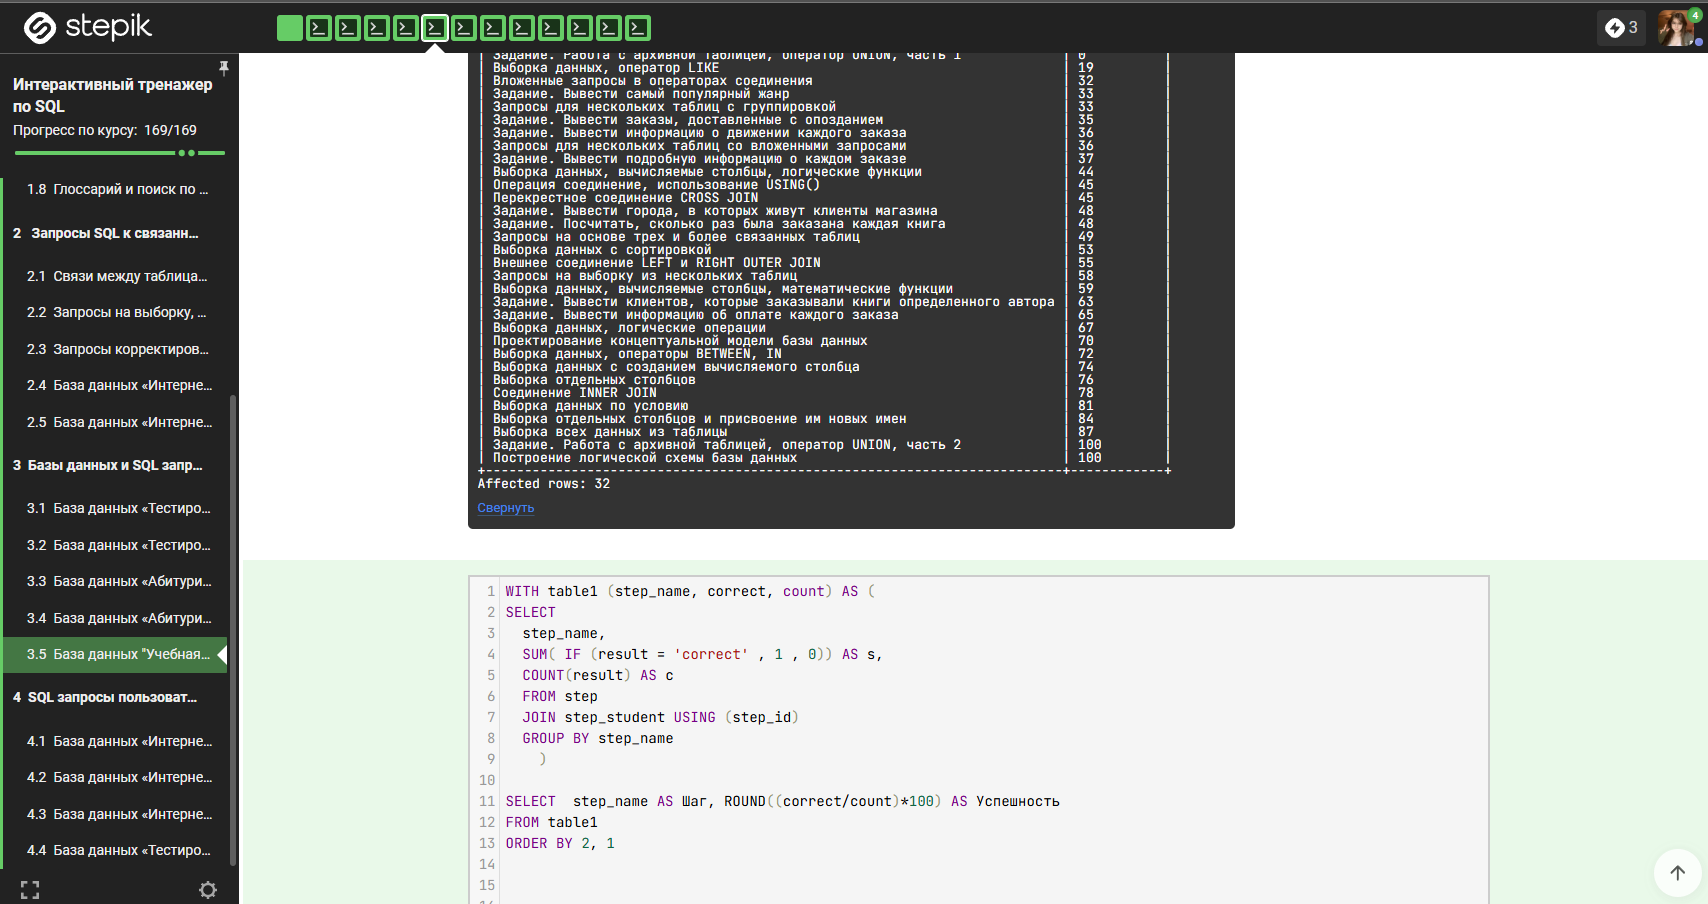 stepik
3
4
Интерактивный тренажер
по SQL
Прогресс по курсу: 169/169
1.8 Глоссарий и поиск по ...
2 Запросы SQL к связанн...
2.1 Связи между таблица...
2.2 Запросы на выборку, ...
2.3 Запросы корректиров...
2.4 База данных «Интерне...
2.5 База данных «Интерне...
3 Базы данных и SQL запр...
3.1 База данных «Тестиро...
3.2 База данных «Тестиро...
3.3 База данных «Абитури...
3.4 База данных «Абитури...
3.5 База данных "Учебная...
4 SQL запросы пользоват...
4.1 База данных «Интерне...
4.2 База данных «Интерне...
4.3 База данных «Интерне...
4.4 База данных «Тестиро...
| Задание. Работа с архивной таблицей, оператор UNION, часть 1 | 0 |
| Выборка данных, оператор LIKE | 19 |
| Вложенные запросы в операторах соединения | 32 |
| Задание. Вывести самый популярный жанр | 33 |
| Запросы для нескольких таблиц с группировкой | 33 |
| Задание. Вывести заказы, доставленные с опозданием | 35 |
| Задание. Вывести информацию о движении каждого заказа | 36 |
| Запросы для нескольких таблиц со вложенными запросами | 36 |
| Задание. Вывести подробную информацию о каждом заказе | 37 |
| Выборка данных, вычисляемые столбцы, логические функции | 44 |
| Операция соединение, использование USING() | 45 |
| Перекрестное соединение CROSS JOIN | 45 |
| Задание. Вывести города, в которых живут клиенты магазина | 48 |
| Задание. Посчитать, сколько раз была заказана каждая книга | 48 |
| Запросы на основе трех и более связанных таблиц | 49 |
| Выборка данных с сортировкой | 53 |
| Внешнее соединение LEFT и RIGHT OUTER JOIN | 55 |
| Запросы на выборку из нескольких таблиц | 58 |
| Выборка данных, вычисляемые столбцы, математические функции | 59 |
| Задание. Вывести клиентов, которые заказывали книги определенного автора | 63 |
| Задание. Вывести информацию об оплате каждого заказа | 65 |
| Выборка данных, логические операции | 67 |
| Проектирование концептуальной модели базы данных | 70 |
| Выборка данных, операторы BETWEEN, IN | 72 |
| Выборка данных с созданием вычисляемого столбца | 74 |
| Выборка отдельных столбцов | 76 |
| Соединение INNER JOIN | 78 |
| Выборка данных по условию | 81 |
| Выборка отдельных столбцов и присвоение им новых имен | 84 |
| Выборка всех данных из таблицы | 87 |
| Задание. Работа с архивной таблицей, оператор UNION, часть 2 | 100 |
| Построение логической схемы базы данных | 100 |
+--------------------------------------------------------------------------+------------+
Affected rows: 32
Свернуть
1 WITH table1 (step_name, correct, count) AS (
2 SELECT
3 step_name,
4 SUM( IF (result = 'correct' , 1 , 0)) AS s,
5 COUNT(result) AS c
6 FROM step
7 JOIN step_student USING (step_id)
8 GROUP BY step_name
9 )
10
11 SELECT step_name AS Шаг, ROUND((correct/count)*100) AS Успешность
12 FROM table1
13 ORDER BY 2, 1
14
15
16